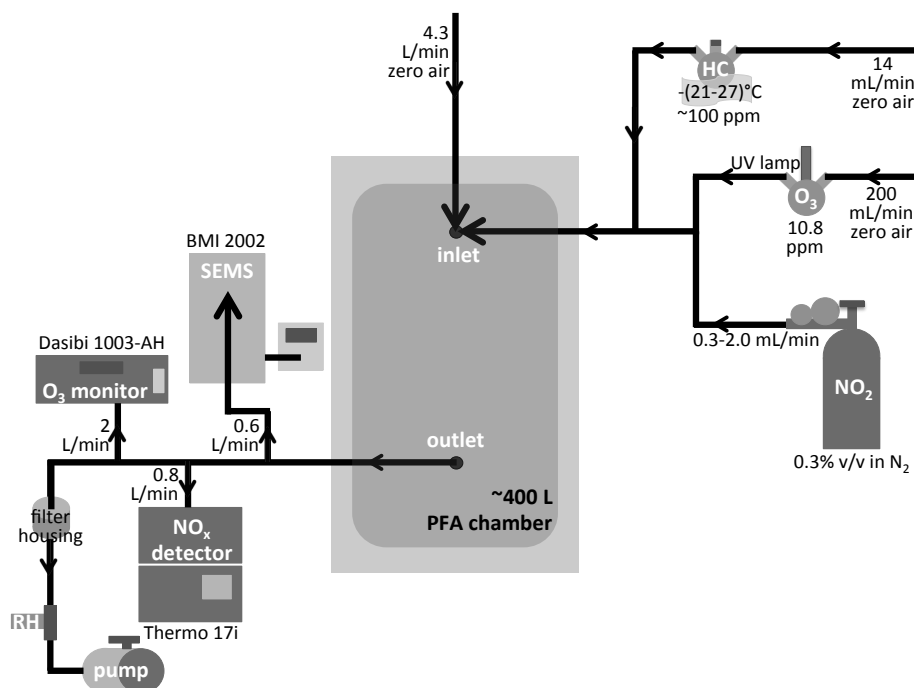 4.3
L/min
zero air
HC
-(21-27)°C
~100 ppm
14
mL/min
zero air
UV lamp
O₃
10.8
ppm
200
mL/min
zero air
inlet
BMI 2002
SEMS
0.3-2.0 mL/min
NO₂
0.3% v/v in N₂
Dasibi 1003-AH
O₃ monitor
2
L/min
0.6
L/min
outlet
0.8
L/min
~400 L
PFA chamber
filter
housing
NOₓ
detector
Thermo 17i
RH
pump